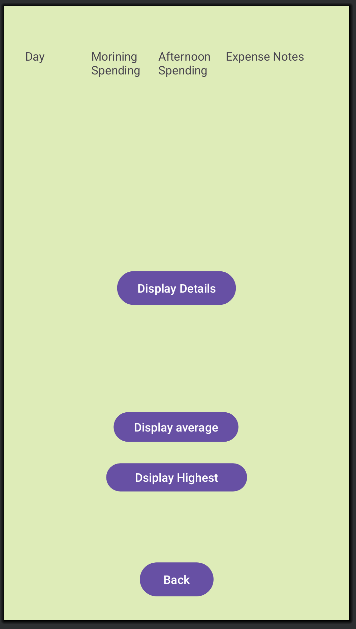 Day Morining Afternoon Expense Notes
Spending Spending
Display Details
Display average
Dsiplay Highest
Back